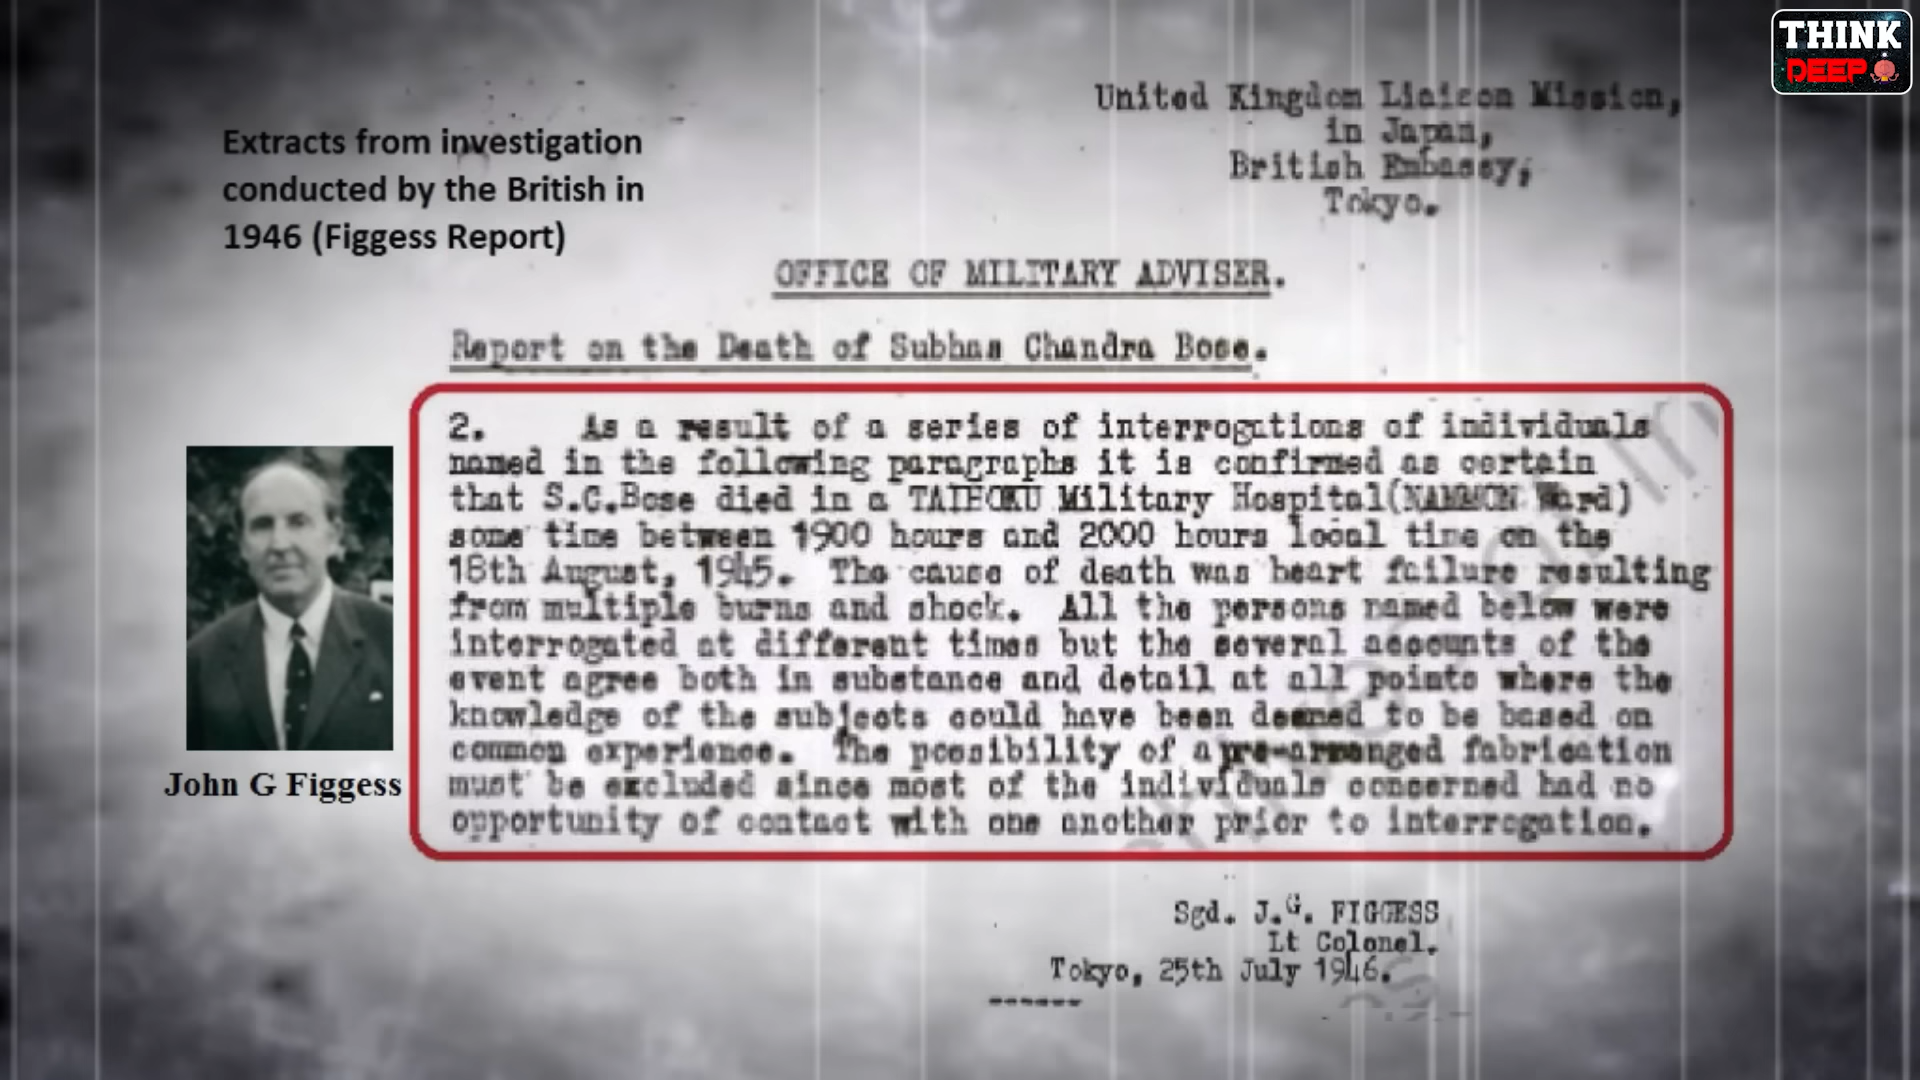 THINK
DEEP
Extracts from investigation
conducted by the British in
1946 (Figgess Report)
United Kingdom Liaison Mission,
in Japan,
British Embassy,
Tokyo.
OFFICE OF MILITARY ADVISER.
Report on the Death of Subhas Chandra Bose.
2. As a result of a series of interrogations of individuals
named in the following paragraphs it is confirmed as certain
that S.C.Bose died in a TAIHOKU Military Hospital(NAMMON Ward)
some time between 1900 hours and 2000 hours local time on the
18th August, 1945. The cause of death was heart failure resulting
from multiple burns and shock. All the persons named below were
interrogated at different times but the several accounts of the
event agree both in substance and detail at all points where the
knowledge of the subjects could have been deemed to be based on
common experience. The possibility of a pre-arranged fabrication
must be excluded since most of the individuals concerned had no
opportunity of contact with one another prior to interrogation.
John G Figgess
Sgd. J.G. FIGGESS
Lt Colonel.
Tokyo, 25th July 1946.